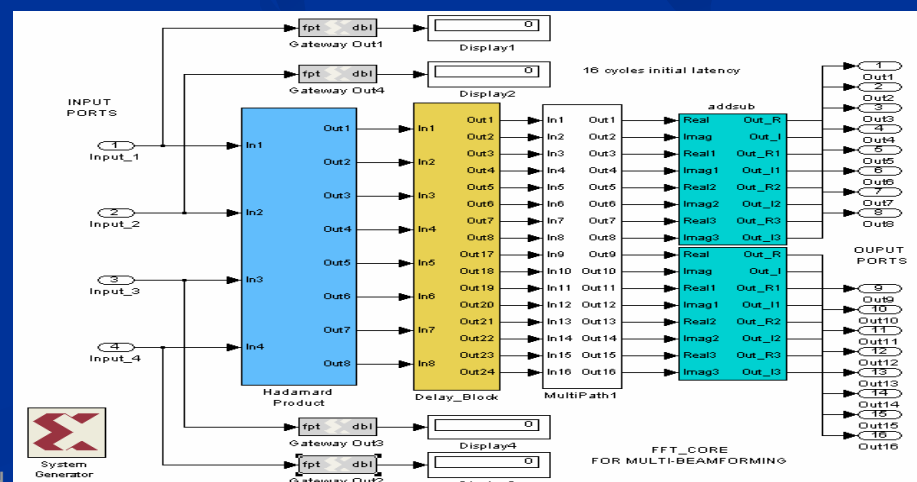 fpt dbl
Gateway Out1
0
Display1
fpt dbl
Gateway Out4
0
Display2
16 cycles initial latency
INPUT
PORTS
1
Input_1
2
Input_2
3
Input_3
4
Input_4
In1
In2
In3
In4
Out1
Out2
Out3
Out4
Out5
Out6
Out7
Out8
Hadamard
Product
In1
In2
In3
In4
In5
In6
In7
In8
Out1
Out2
Out3
Out4
Out5
Out6
Out7
Out8
Out17
Out18
Out19
Out20
Out21
Out22
Out23
Out24
Delay_Block
In1 Out1
In2 Out2
In3 Out3
In4 Out4
In5 Out5
In6 Out6
In7 Out7
In8 Out8
In9 Out9
In10 Out10
In11 Out11
In12 Out12
In13 Out13
In14 Out14
In15 Out15
In16 Out16
MultiPath1
addsub
Real Out_R
Imag Out_I
Real1 Out_R1
Imag1 Out_I1
Real2 Out_R2
Imag2 Out_I2
Real3 Out_R3
Imag3 Out_I3
Real Out_R
Imag Out_I
Real1 Out_R1
Imag1 Out_I1
Real2 Out_R2
Imag2 Out_I2
Real3 Out_R3
Imag3 Out_I3
1
Out1
2
Out2
3
Out3
4
Out4
5
Out5
6
Out6
7
Out7
8
Out8
OUPUT
PORTS
9
Out9
10
Out10
11
Out11
12
Out12
13
Out13
14
Out14
15
Out15
16
Out16
fpt dbl
Gateway Out3
0
Display4
fpt dbl
Gateway Out2
0
System
Generator
FFT_CORE
FOR MULTI-BEAMFORMING